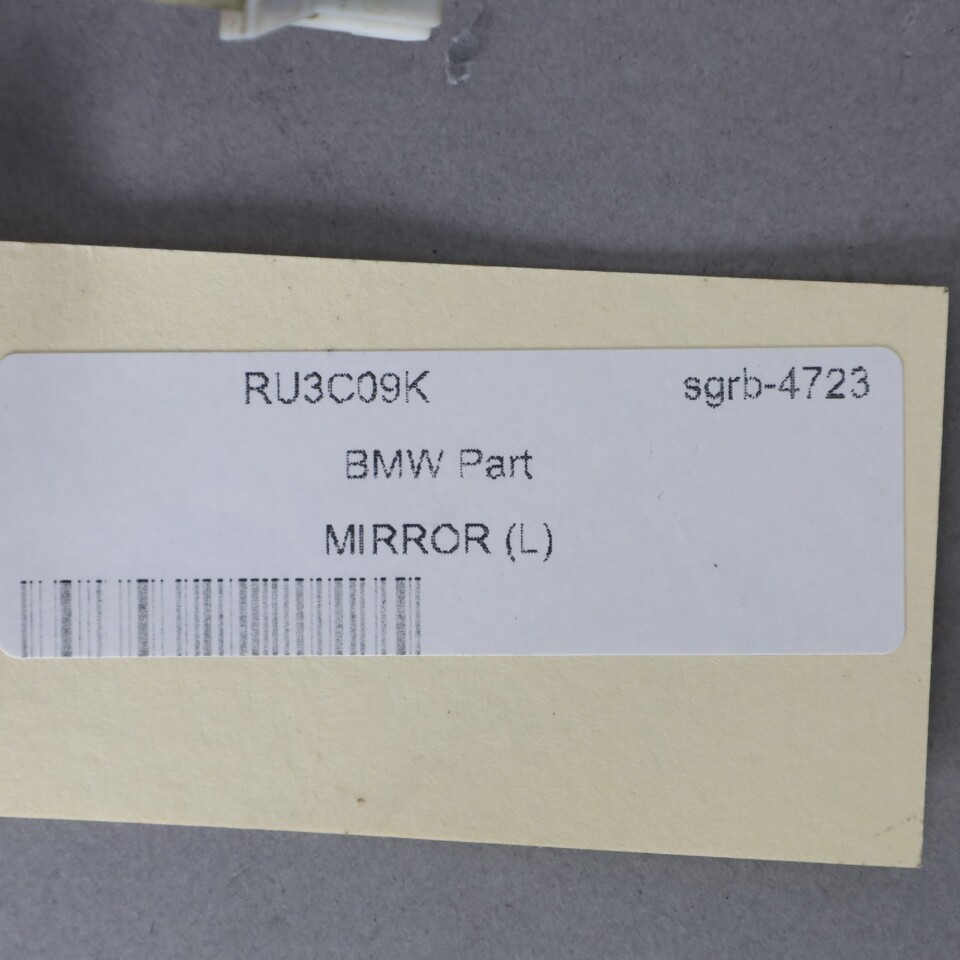 RU3C09K sgrb-4723
BMW Part
MIRROR (L)